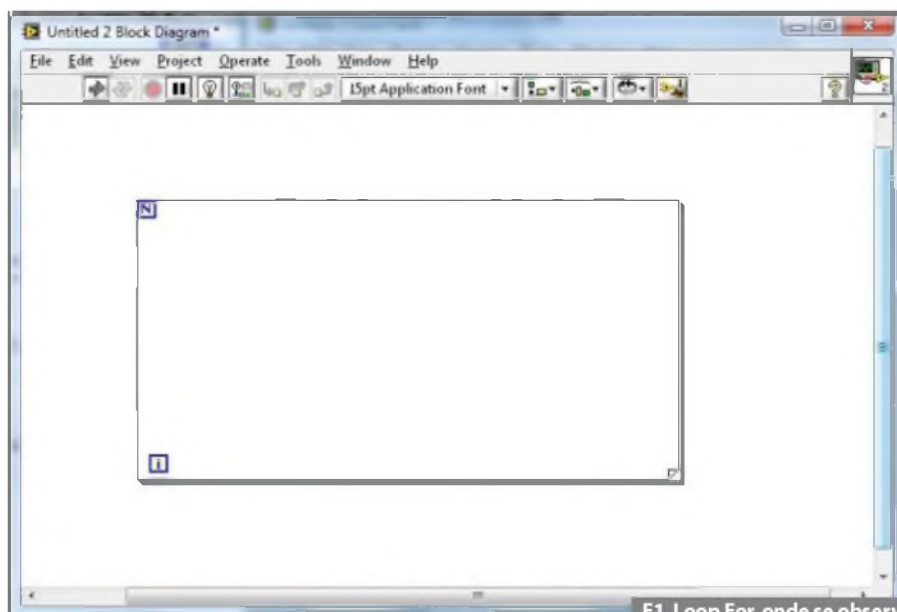 Untitled 2 Block Diagram *
File Edit View Project Operate Tools Window Help
15pt Application Font
2
N
i
F1. Loop For, onde se observ